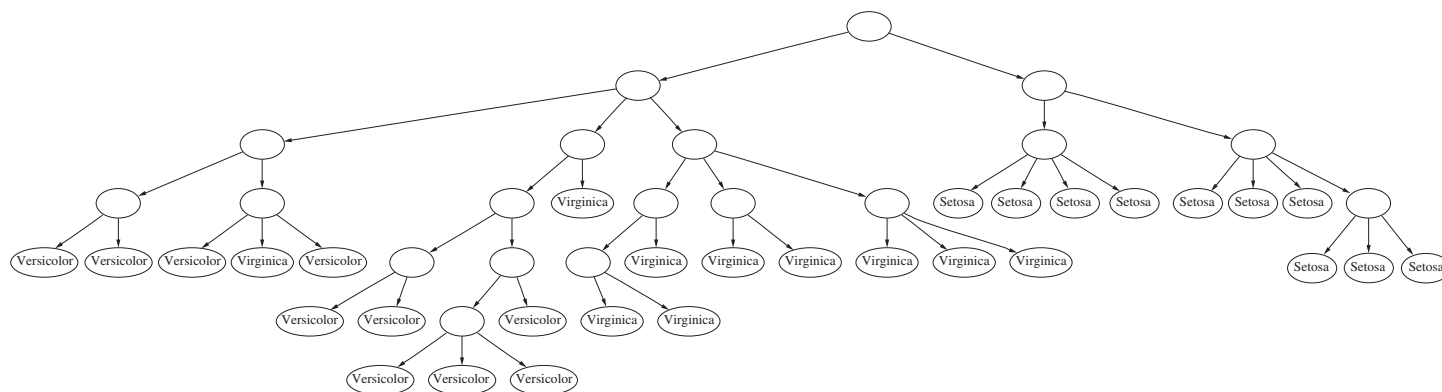 Setosa Setosa Setosa Setosa Setosa Setosa Setosa
Virginica
Versicolor Versicolor Versicolor Virginica Versicolor Virginica Virginica Virginica Virginica Virginica Virginica
Setosa Setosa Setosa
Versicolor Versicolor Versicolor Virginica Virginica
Versicolor Versicolor Versicolor